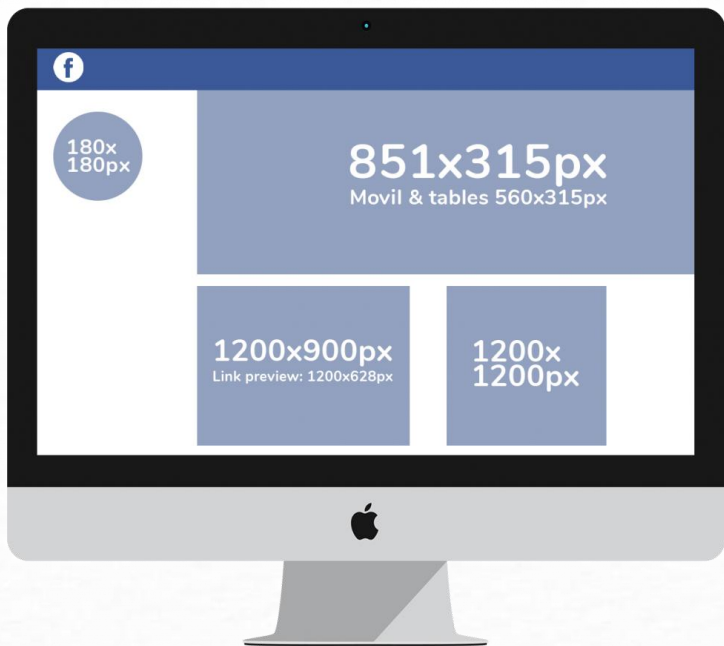 f
180x
180px
851x315px
Movil & tables 560x315px
1200x900px
Link preview: 1200x628px
1200x
1200px